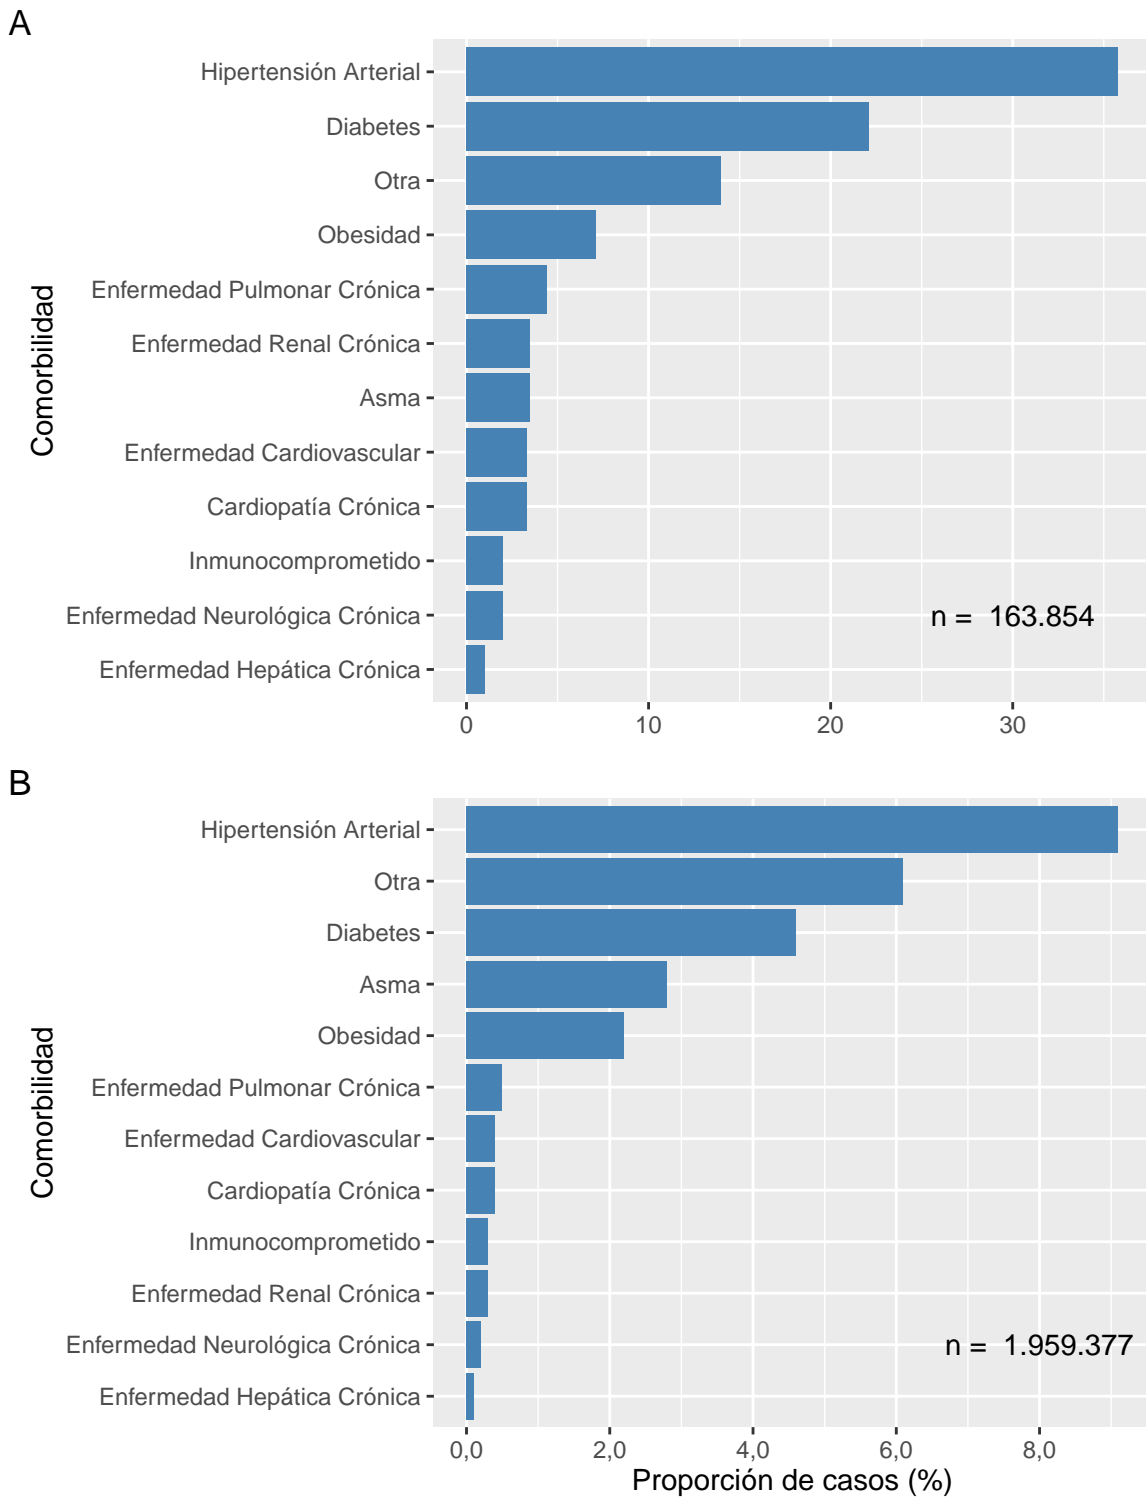 A
Hipertensión Arterial
Diabetes
Otra
Obesidad
Enfermedad Pulmonar Crónica
Enfermedad Renal Crónica
Asma
Enfermedad Cardiovascular
Cardiopatía Crónica
Inmunocomprometido
Enfermedad Neurológica Crónica
Enfermedad Hepática Crónica
Comorbilidad
n = 163.854
0 10 20 30
B
Hipertensión Arterial
Otra
Diabetes
Asma
Obesidad
Enfermedad Pulmonar Crónica
Enfermedad Cardiovascular
Cardiopatía Crónica
Inmunocomprometido
Enfermedad Renal Crónica
Enfermedad Neurológica Crónica
Enfermedad Hepática Crónica
Comorbilidad
n = 1.959.377
0,0 2,0 4,0 6,0 8,0
Proporción de casos (%)